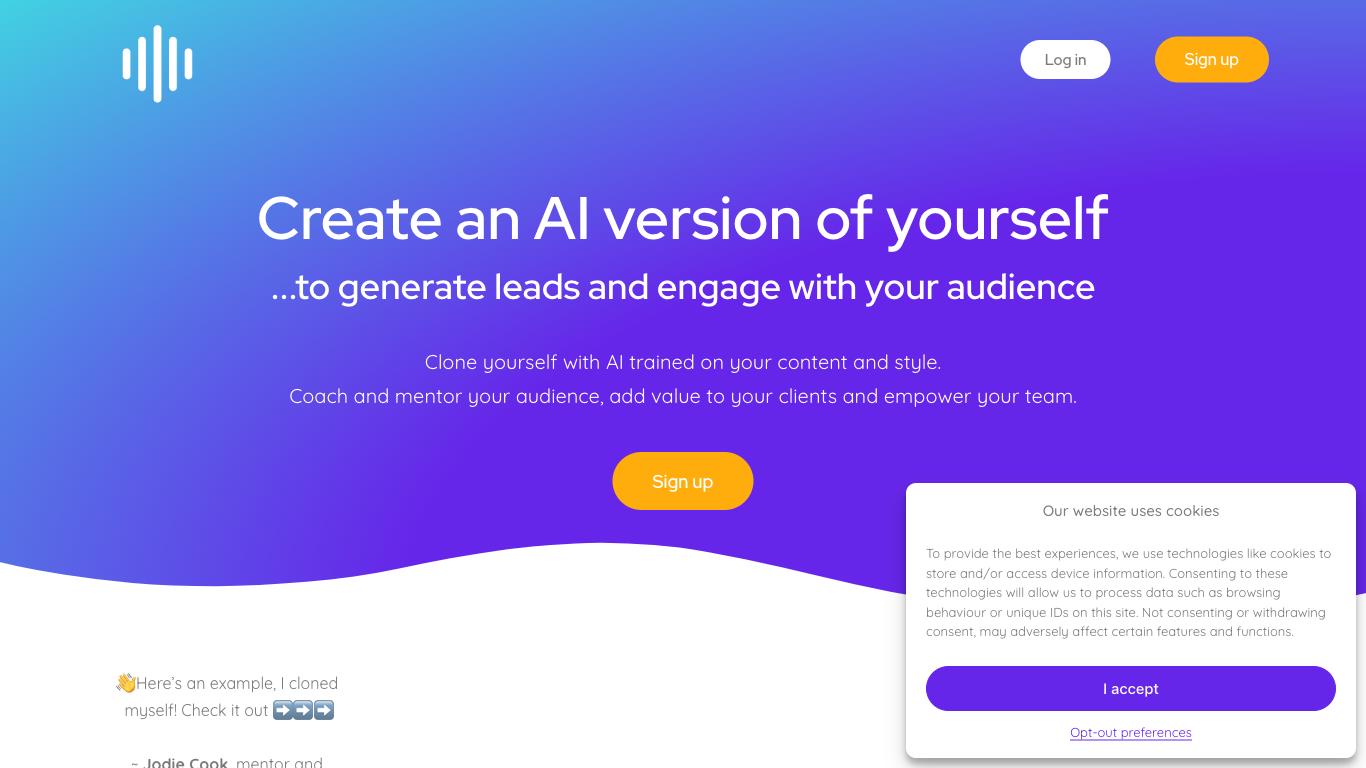 Log in
Sign up
Create an AI version of yourself
...to generate leads and engage with your audience
Clone yourself with AI trained on your content and style.
Coach and mentor your audience, add value to your clients and empower your team.
Sign up
Our website uses cookies
To provide the best experiences, we use technologies like cookies to
store and/or access device information. Consenting to these
technologies will allow us to process data such as browsing
behaviour or unique IDs on this site. Not consenting or withdrawing
consent, may adversely affect certain features and functions.
I accept
Opt-out preferences
👋Here's an example, I cloned
myself! Check it out ➡️➡️➡️
~ Jodie Cook, mentor and